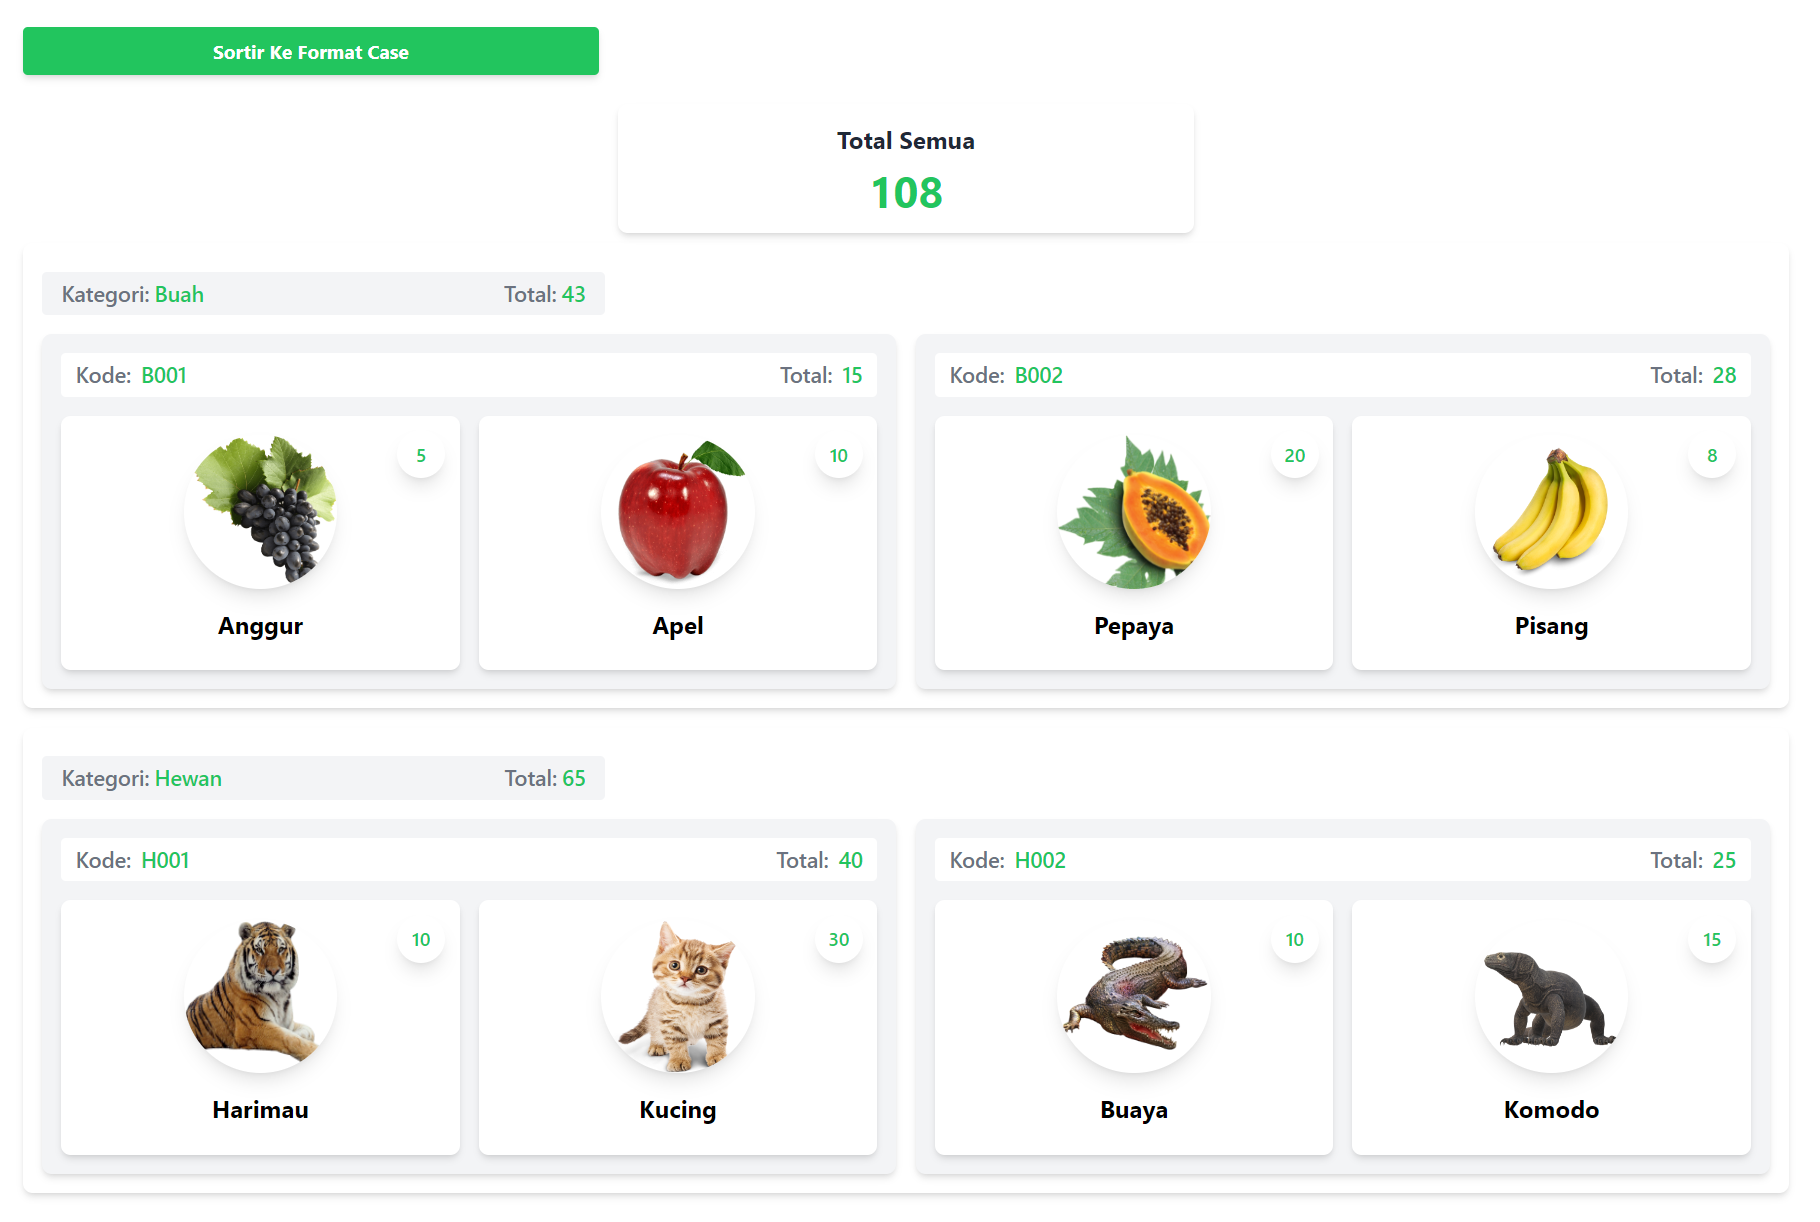 Sortir Ke Format Case
Total Semua
108
Kategori: Buah Total: 43
Kode: B001 Total: 15
5
Anggur
10
Apel
Kode: B002 Total: 28
20
Pepaya
8
Pisang
Kategori: Hewan Total: 65
Kode: H001 Total: 40
10
Harimau
30
Kucing
Kode: H002 Total: 25
10
Buaya
15
Komodo